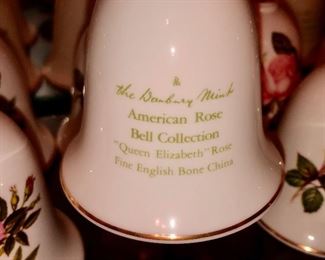 the Danbury Mint
American Rose
Bell Collection
"Queen Elizabeth" Rose
Fine English Bone China